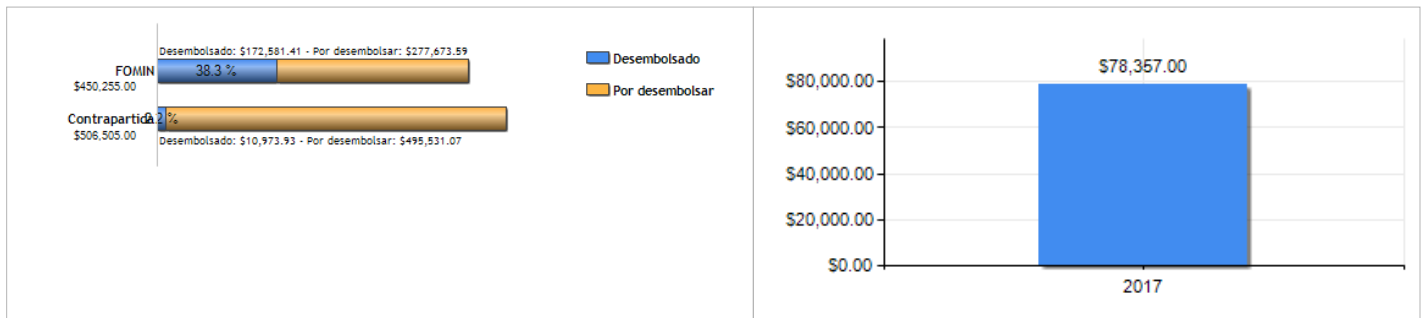 Desembolsado: $172,581.41 - Por desembolsar: $277,673.59
FOMIN
38.3 %
$450,255.00
Contrapartida
2.2 %
$506,505.00
Desembolsado: $10,973.93 - Por desembolsar: $495,531.07
Desembolsado
Por desembolsar
$78,357.00
$80,000.00
$60,000.00
$40,000.00
$20,000.00
$0.00
2017